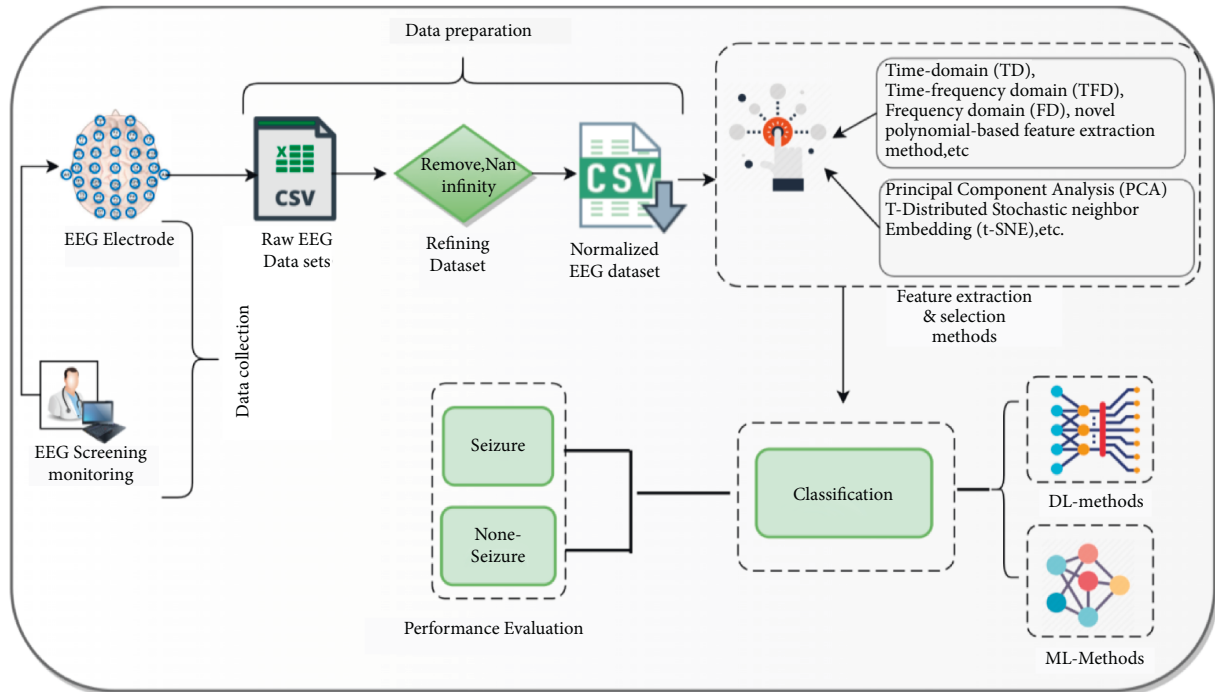 Data preparation
EEG Electrode
X
CSV
Raw EEG
Data sets
Remove,Nan
infinity
Refining
Dataset
CSV
Normalized
EEG dataset
Time-domain (TD),
Time-frequency domain (TFD),
Frequency domain (FD), novel
polynomial-based feature extraction
method,etc
Principal Component Analysis (PCA)
T-Distributed Stochastic neighbor
Embedding (t-SNE),etc.
Feature extraction
& selection
methods
Data collection
EEG Screening
monitoring
Seizure
None-
Seizure
Performance Evaluation
Classification
DL-methods
ML-Methods